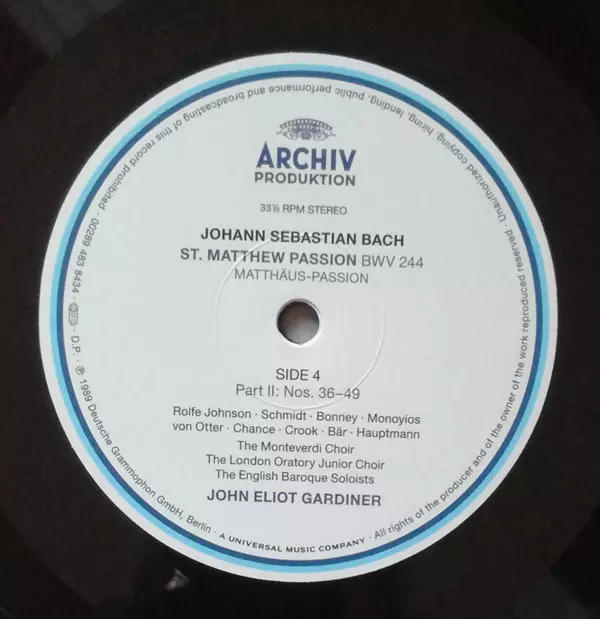 ARCHIV
PRODUKTION
33⅓ RPM STEREO
JOHANN SEBASTIAN BACH
ST. MATTHEW PASSION BWV 244
MATTHÄUS-PASSION
SIDE 4
Part II: Nos. 36–49
Rolfe Johnson · Schmidt · Bonney · Monoyios
von Otter · Chance · Crook · Bär · Hauptmann
The Monteverdi Choir
The London Oratory Junior Choir
The English Baroque Soloists
JOHN ELIOT GARDINER
00289 483 8434 · D.P. · ℗ 1989 Deutsche Grammophon GmbH, Berlin · A UNIVERSAL MUSIC COMPANY · All rights of the producer and of the owner of the work reproduced reserved · Unauthorized copying, hiring, lending, public performance and broadcasting of this record prohibited ·